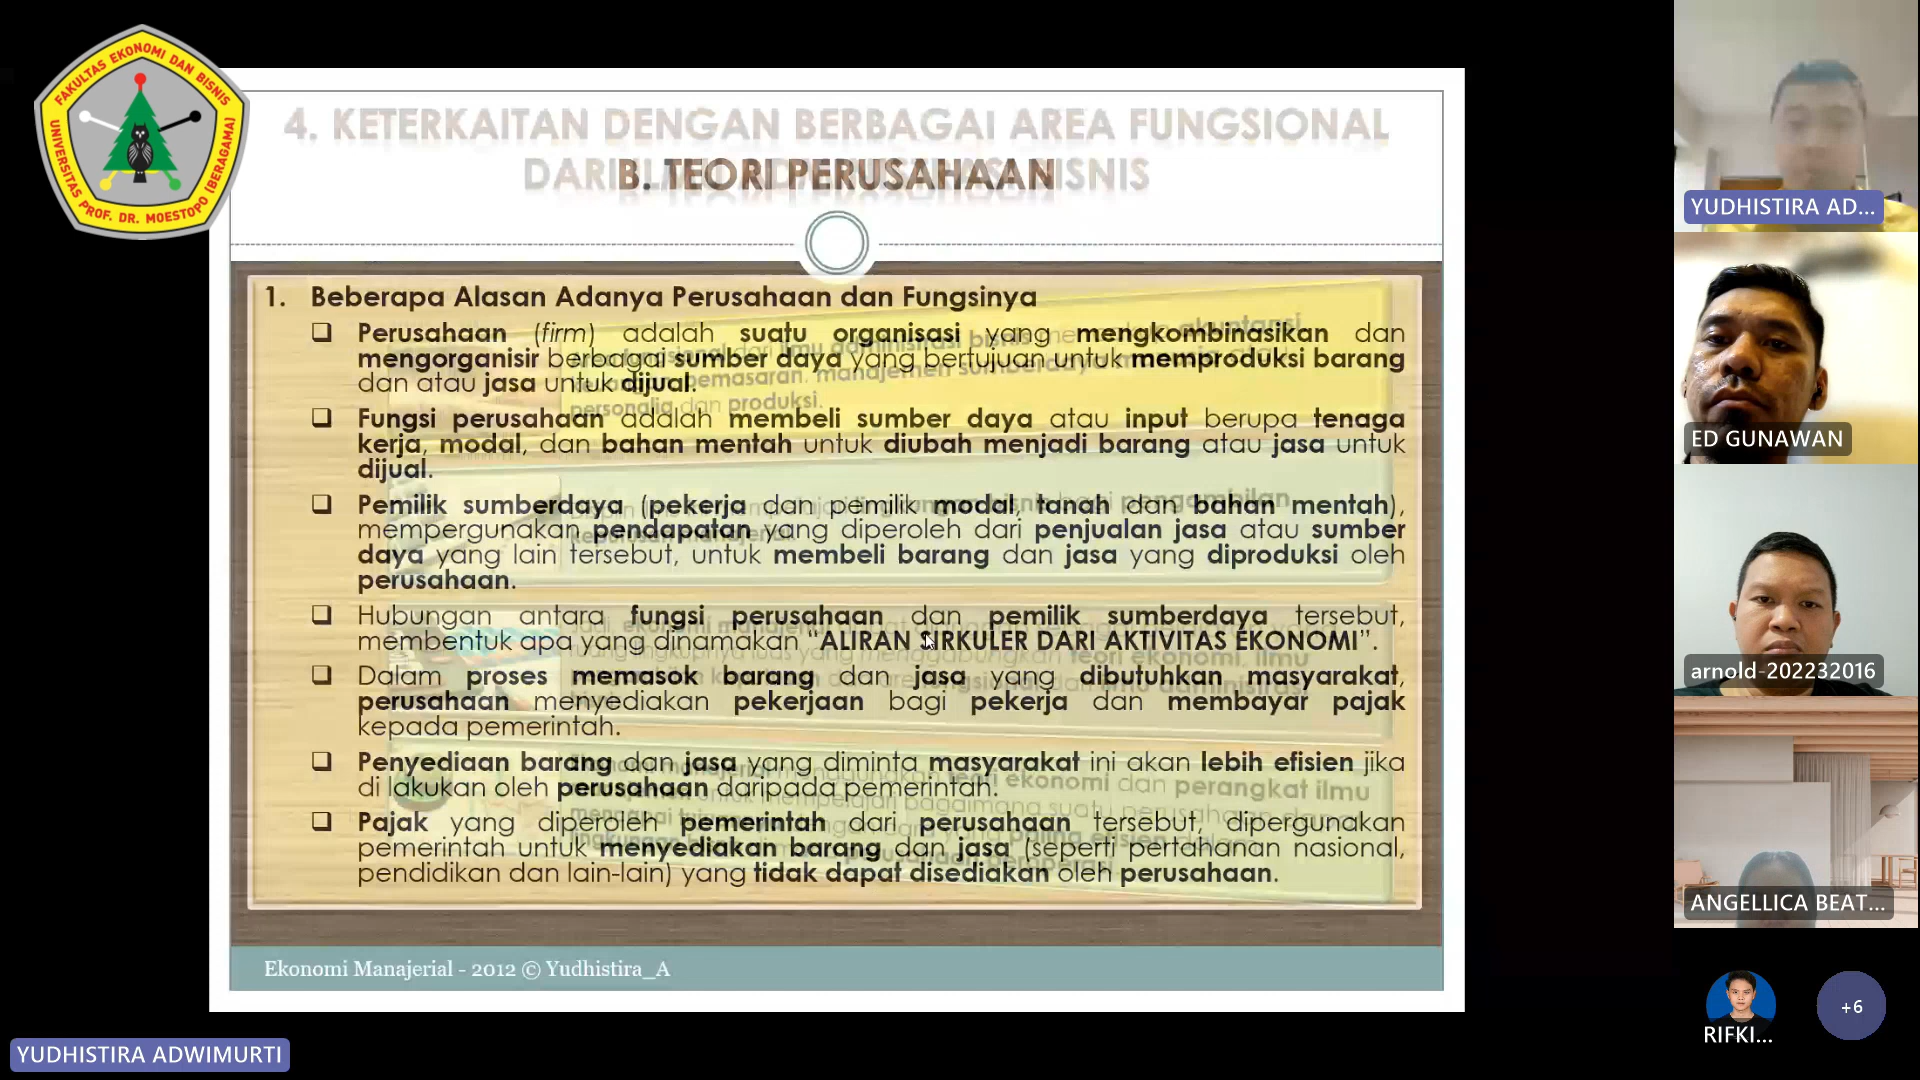 FAKULTAS EKONOMI DAN BISNIS
UNIVERSITAS PROF. DR. MOESTOPO (BERAGAMA)
4. KETERKAITAN DENGAN BERBAGAI AREA FUNGSIONAL
DARI BISNIS
B. TEORI PERUSAHAAN
1. Beberapa Alasan Adanya Perusahaan dan Fungsinya
❑ Perusahaan (firm) adalah suatu organisasi yang mengkombinasikan dan
mengorganisir berbagai sumber daya yang bertujuan untuk memproduksi barang
dan atau jasa untuk dijual.
❑ Fungsi perusahaan adalah membeli sumber daya atau input berupa tenaga
kerja, modal, dan bahan mentah untuk diubah menjadi barang atau jasa untuk
dijual.
❑ Pemilik sumberdaya (pekerja dan pemilik modal, tanah dan bahan mentah),
mempergunakan pendapatan yang diperoleh dari penjualan jasa atau sumber
daya yang lain tersebut, untuk membeli barang dan jasa yang diproduksi oleh
perusahaan.
❑ Hubungan antara fungsi perusahaan dan pemilik sumberdaya tersebut,
membentuk apa yang dinamakan "ALIRAN SIRKULER DARI AKTIVITAS EKONOMI".
❑ Dalam proses memasok barang dan jasa yang dibutuhkan masyarakat,
perusahaan menyediakan pekerjaan bagi pekerja dan membayar pajak
kepada pemerintah.
❑ Penyediaan barang dan jasa yang diminta masyarakat ini akan lebih efisien jika
di lakukan oleh perusahaan daripada pemerintah.
❑ Pajak yang diperoleh pemerintah dari perusahaan tersebut, dipergunakan
pemerintah untuk menyediakan barang dan jasa (seperti pertahanan nasional,
pendidikan dan lain-lain) yang tidak dapat disediakan oleh perusahaan.
Ekonomi Manajerial - 2012 © Yudhistira_A
YUDHISTIRA ADWIMURTI
YUDHISTIRA AD...
ED GUNAWAN
arnold-202232016
ANGELLICA BEAT...
RIFKI...
+6